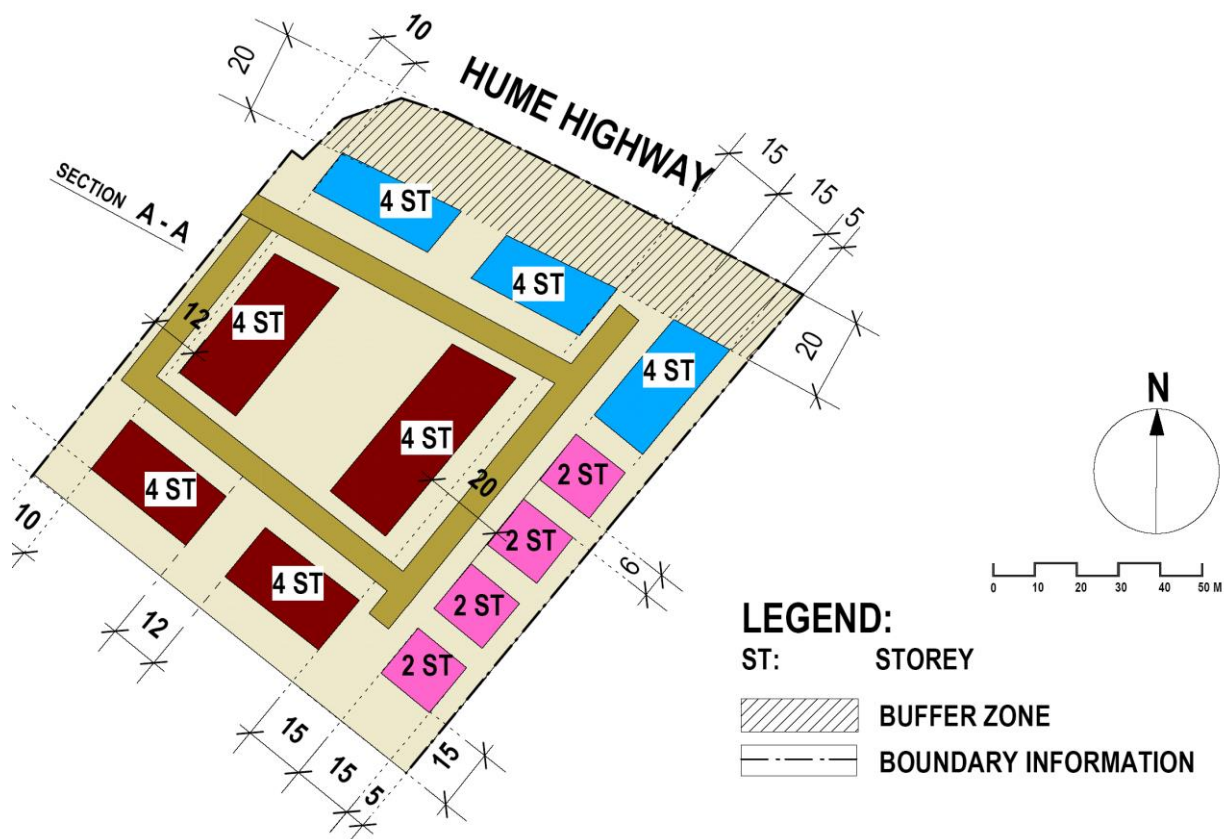 10
20
HUME HIGHWAY
15
15
5
SECTION A - A
4 ST
4 ST
4 ST
12
4 ST
20
4 ST
20
2 ST
4 ST
10
2 ST
6
4 ST
2 ST
12
2 ST
15
15
5
15
N
0 10 20 30 40 50 M
LEGEND:
ST: STOREY
BUFFER ZONE
BOUNDARY INFORMATION